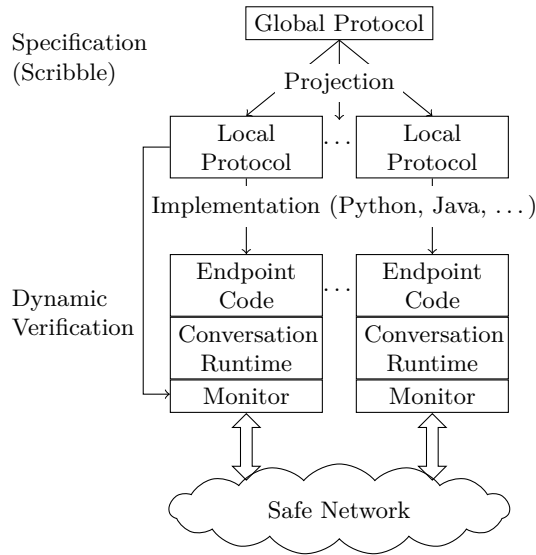 Global Protocol
Specification
(Scribble)
Projection
Local
Protocol
...
Local
Protocol
Implementation (Python, Java, ...)
Endpoint
Code
...
Endpoint
Code
Dynamic
Verification
Conversation
Runtime
Conversation
Runtime
Monitor
Monitor
Safe Network